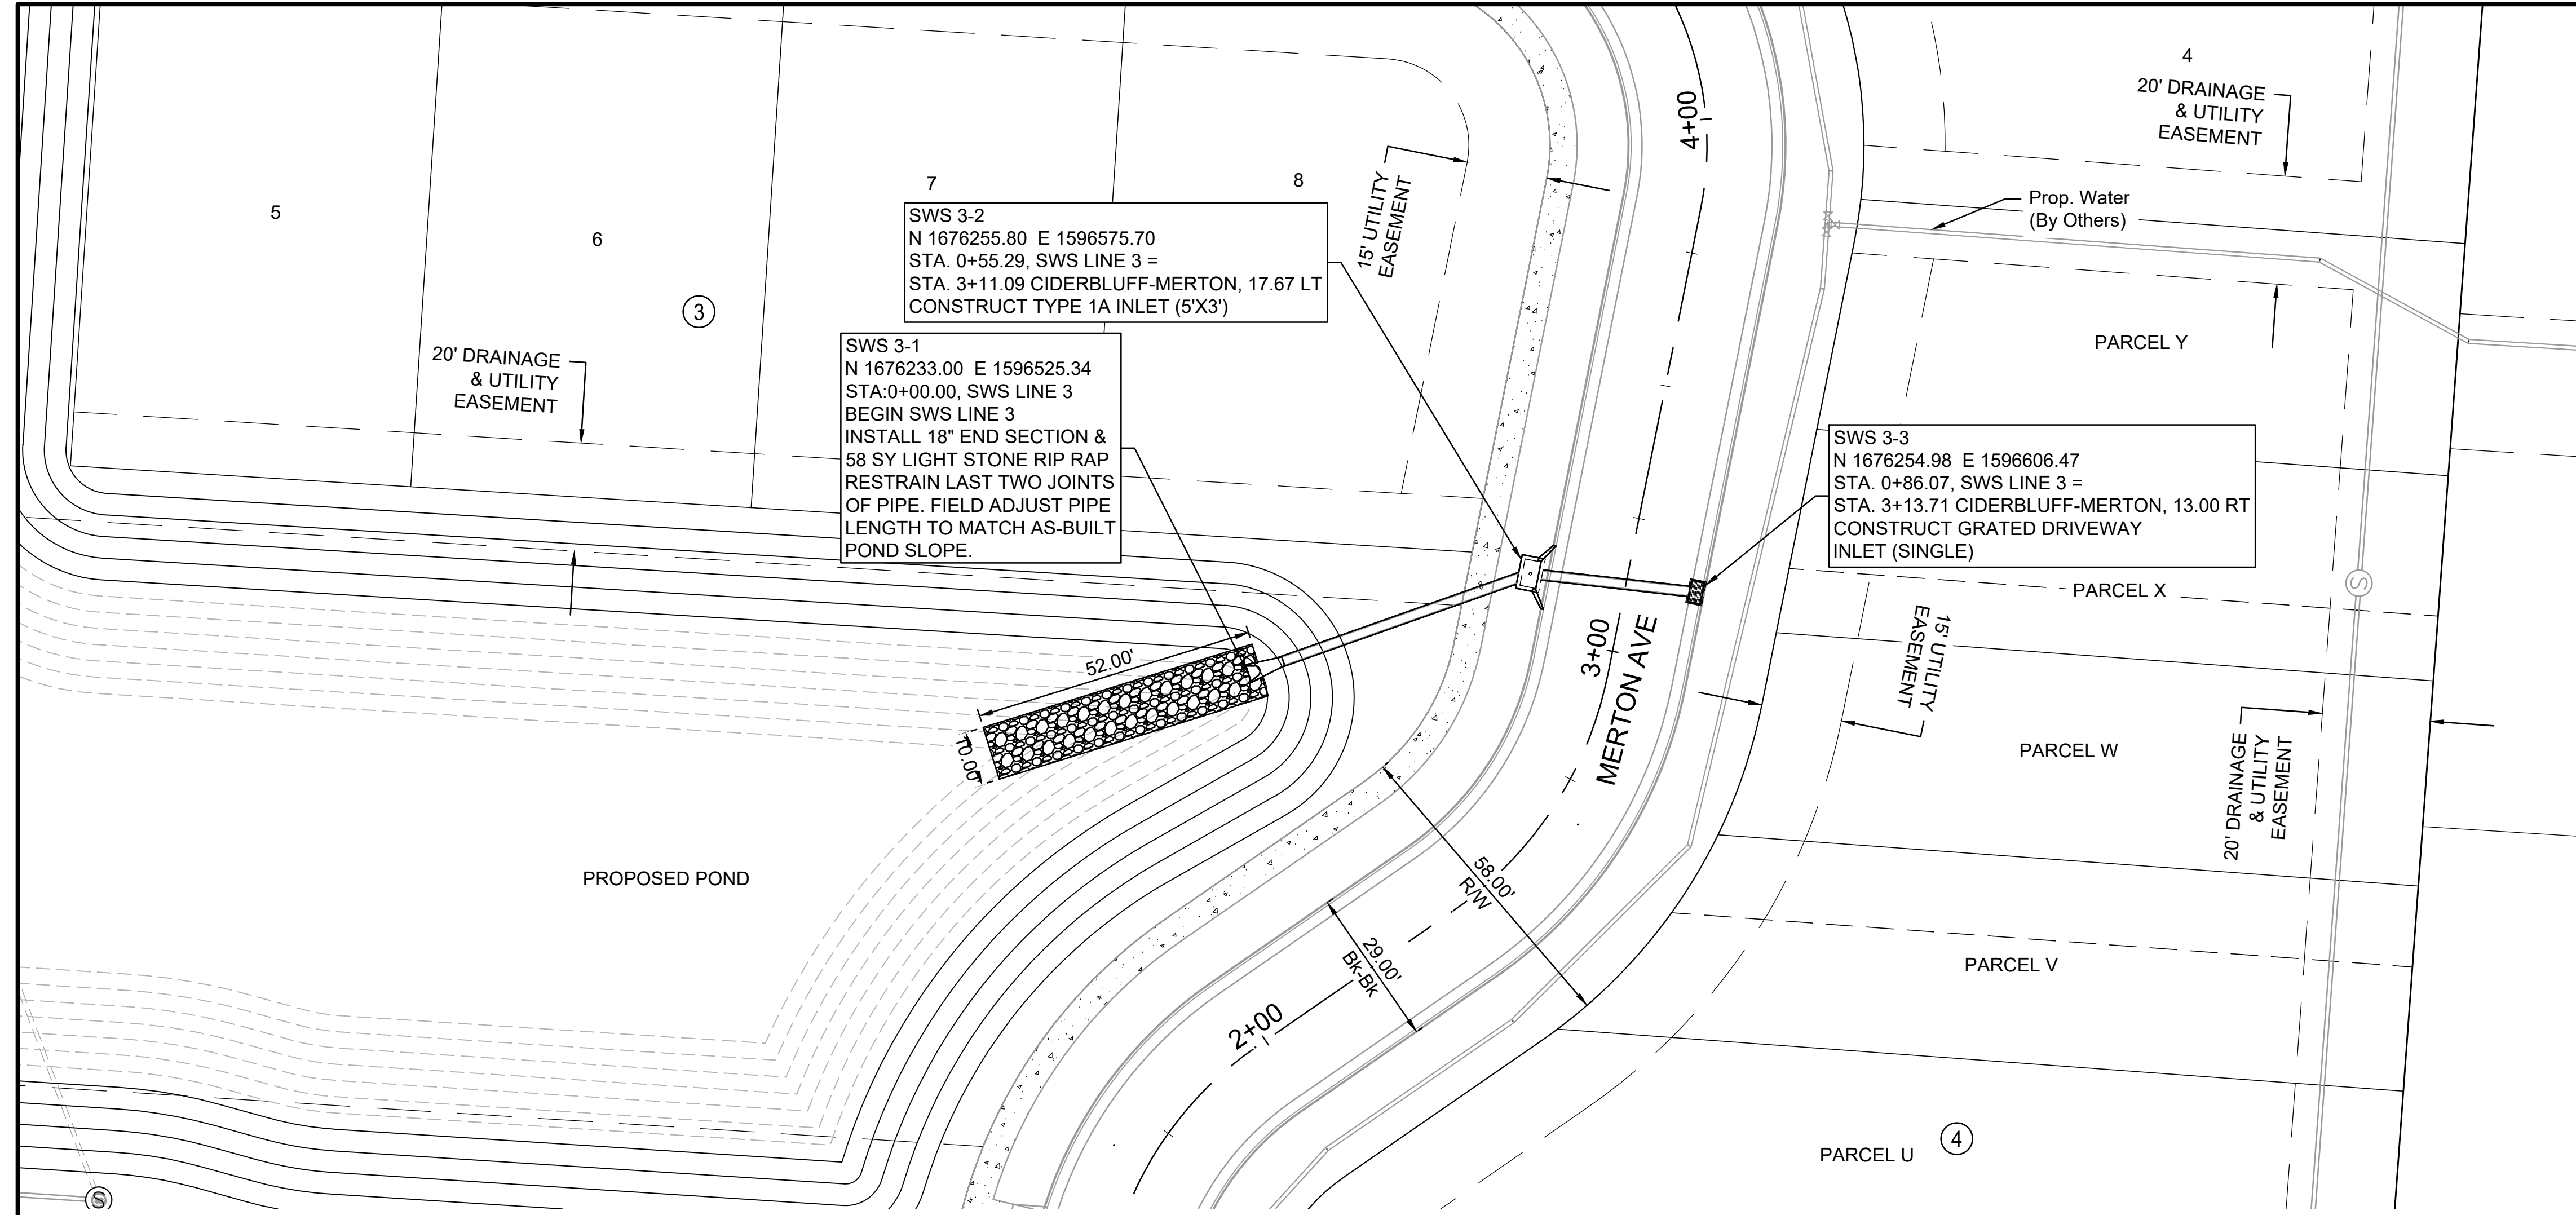 4
20' DRAINAGE
& UTILITY
EASEMENT
4+00
Prop. Water
(By Others)
5
6
7
8
3
15' UTILITY
EASEMENT
SWS 3-2
N 1676255.80 E 1596575.70
STA. 0+55.29, SWS LINE 3 =
STA. 3+11.09 CIDERBLUFF-MERTON, 17.67 LT
CONSTRUCT TYPE 1A INLET (5'X3')
SWS 3-1
N 1676233.00 E 1596525.34
STA:0+00.00, SWS LINE 3
BEGIN SWS LINE 3
INSTALL 18" END SECTION &
58 SY LIGHT STONE RIP RAP
RESTRAIN LAST TWO JOINTS
OF PIPE. FIELD ADJUST PIPE
LENGTH TO MATCH AS-BUILT
POND SLOPE.
20' DRAINAGE
& UTILITY
EASEMENT
PARCEL Y
SWS 3-3
N 1676254.98 E 1596606.47
STA. 0+86.07, SWS LINE 3 =
STA. 3+13.71 CIDERBLUFF-MERTON, 13.00 RT
CONSTRUCT GRATED DRIVEWAY
INLET (SINGLE)
PARCEL X
S
3+00
MERTON AVE
15' UTILITY
EASEMENT
52.00'
10.00'
PARCEL W
20' DRAINAGE
& UTILITY
EASEMENT
PROPOSED POND
58.00'
R/W
29.00'
Bk-Bk
PARCEL V
2+00
4
PARCEL U
S